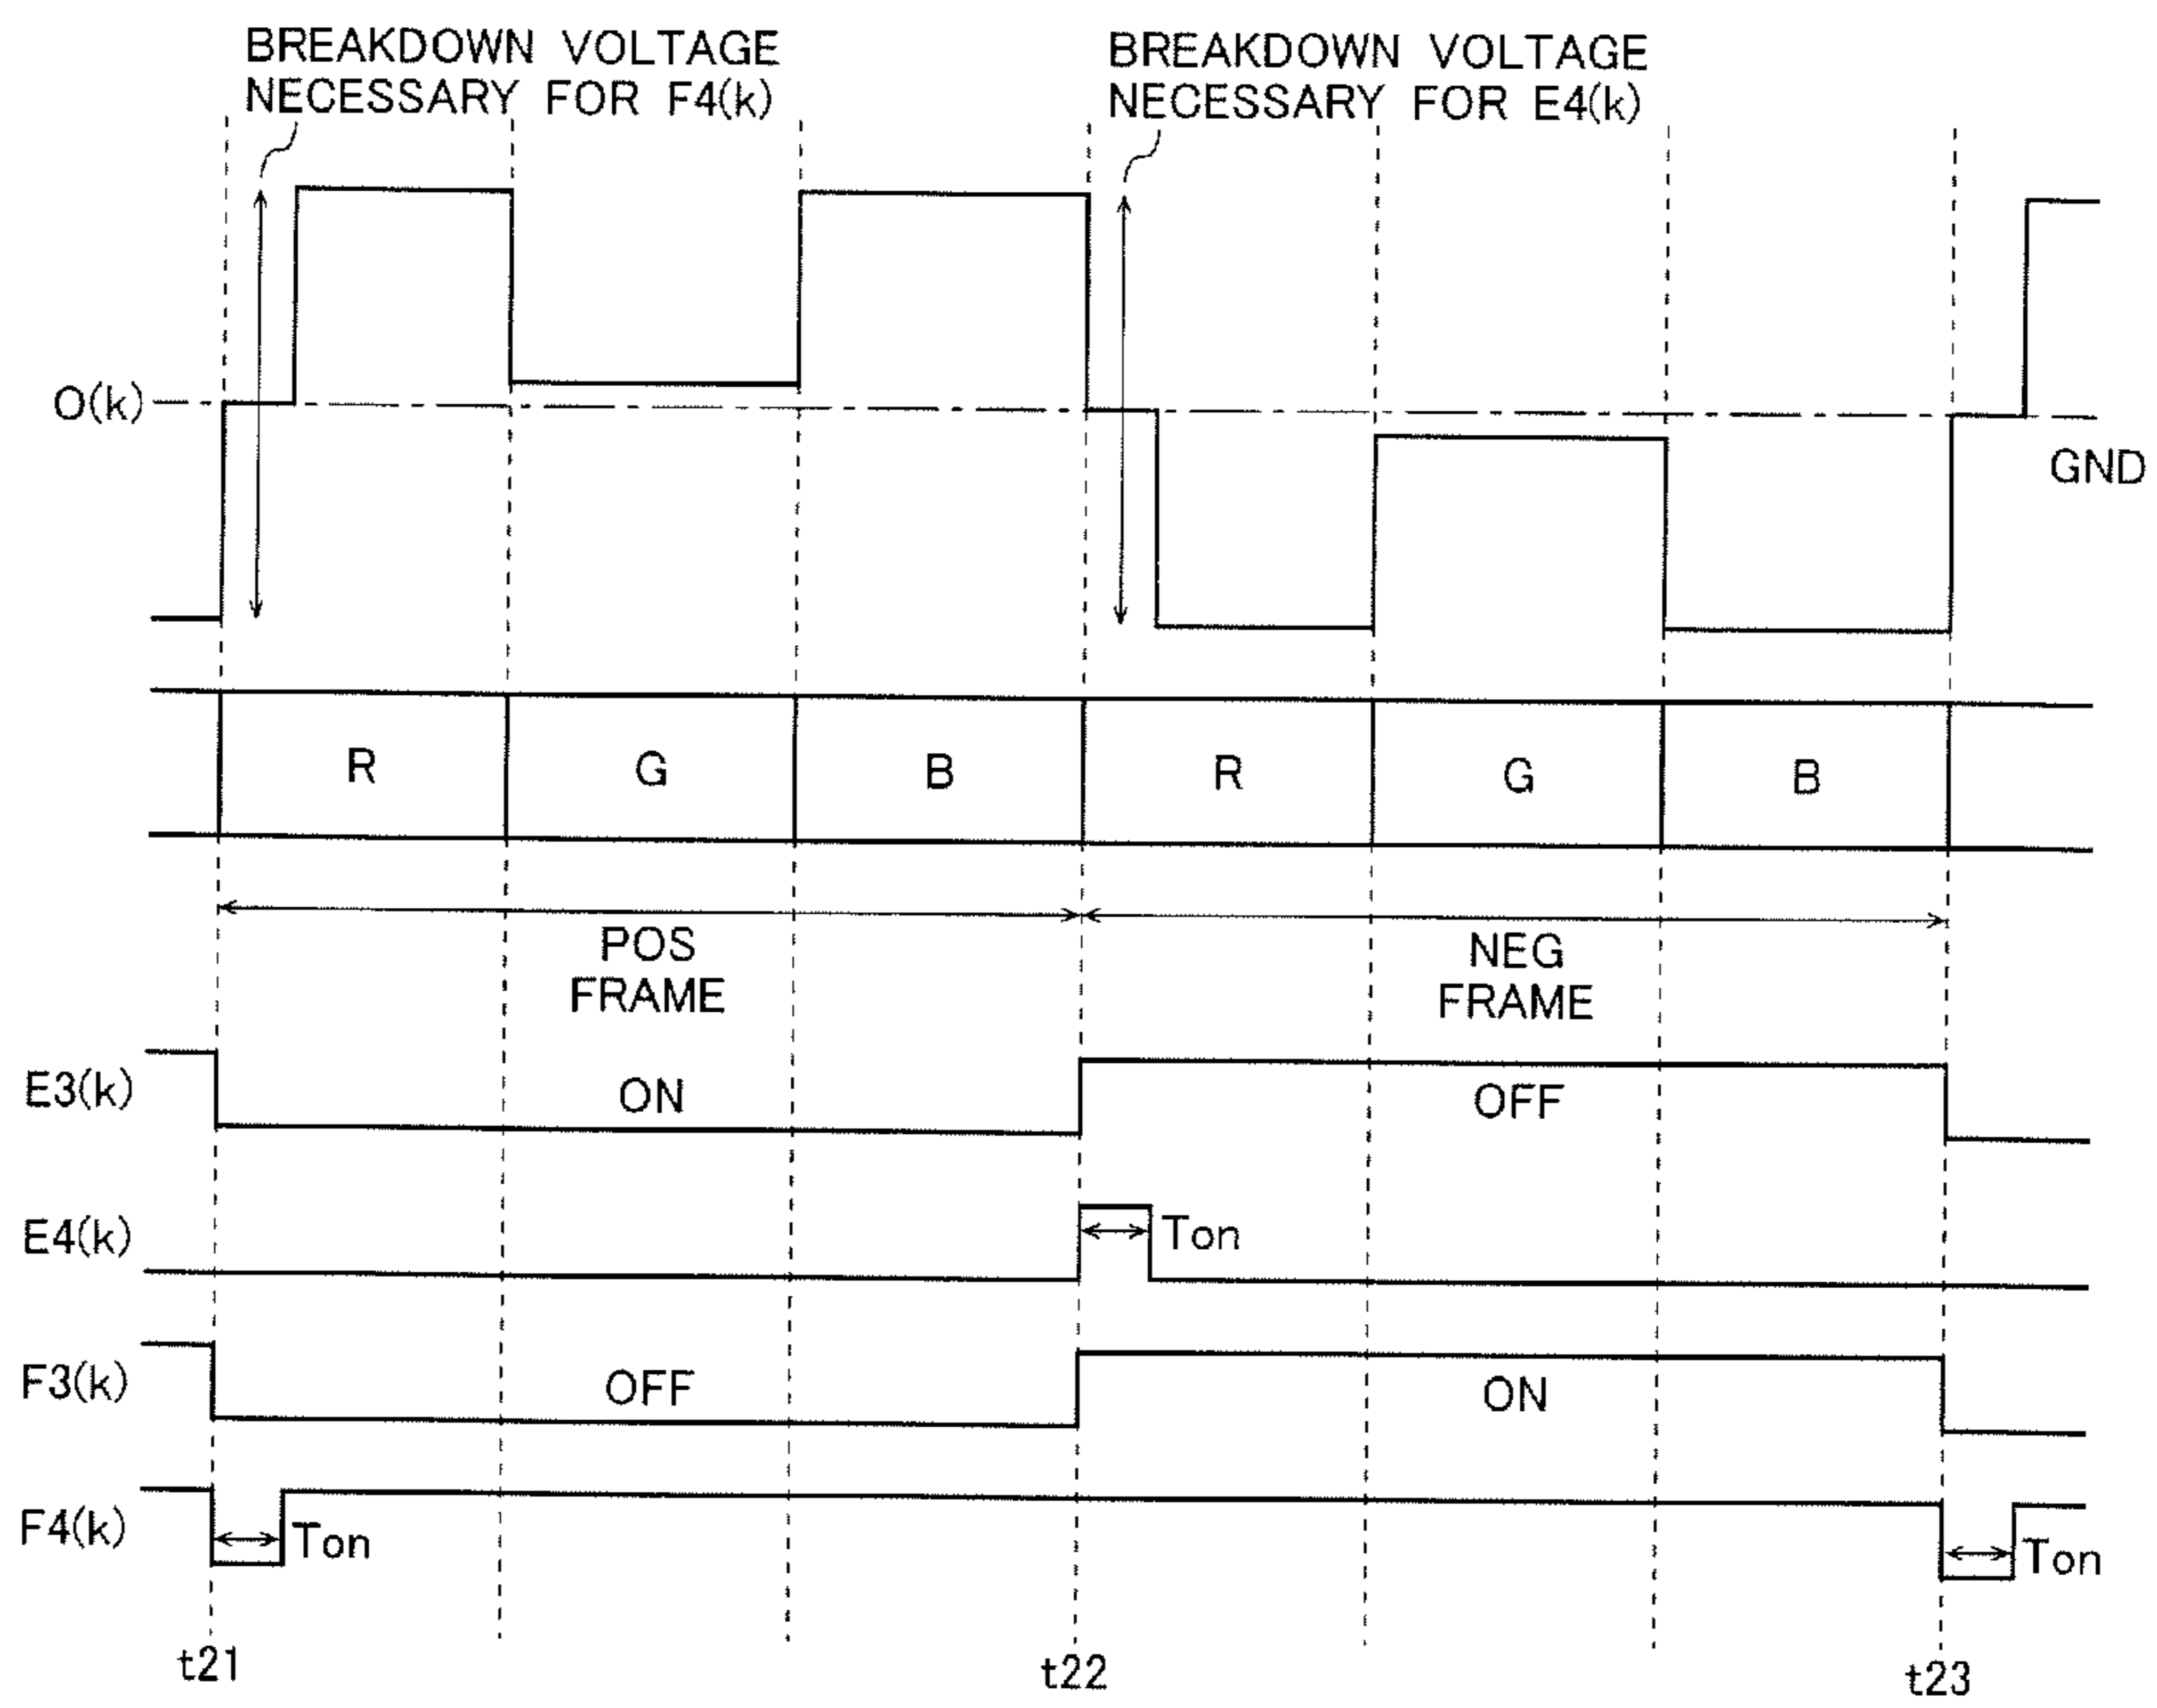 BREAKDOWN VOLTAGE
NECESSARY FOR F4(k)
BREAKDOWN VOLTAGE
NECESSARY FOR E4(k)
O(k)
GND
R G B R G B
POS
FRAME
NEG
FRAME
E3(k) ON OFF
E4(k) Ton
F3(k) OFF ON
F4(k) Ton Ton
t21 t22 t23